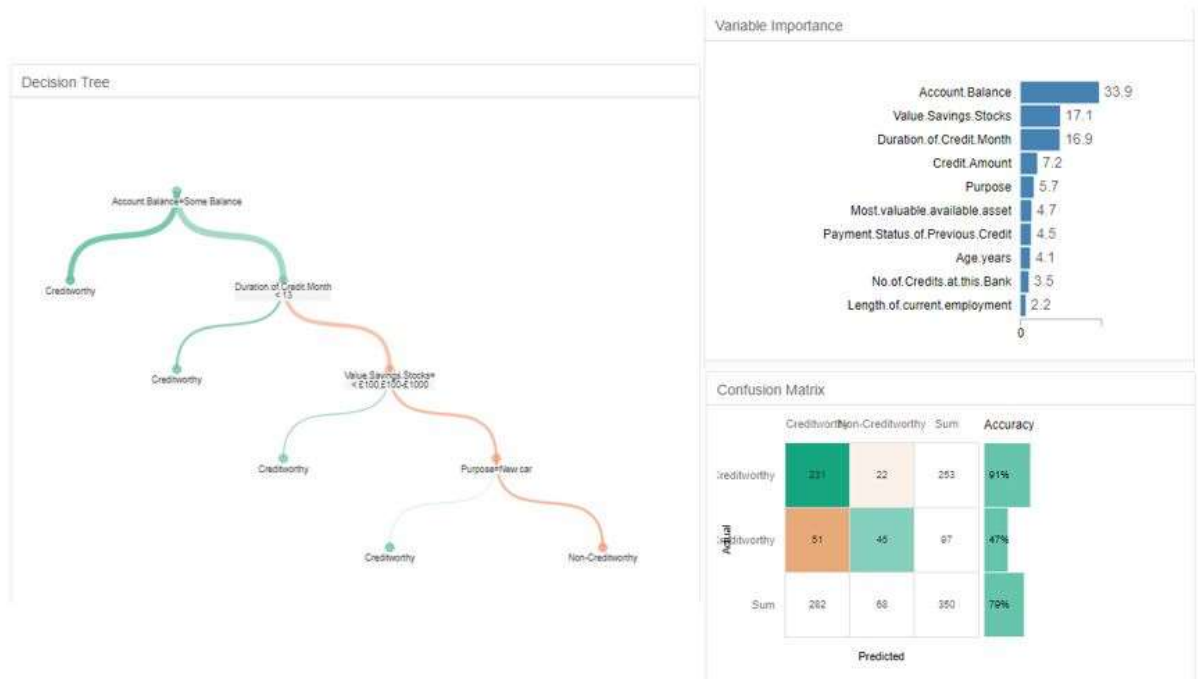 Decision Tree
Account.Balance=Some Balance
Creditworthy
Duration.of.Credit.Month
< 13
Creditworthy
Value.Savings.Stocks=
< £100,£100-£1000
Creditworthy
Purpose=New car
Creditworthy
Non-Creditworthy
Variable Importance
Account.Balance 33.9
Value.Savings.Stocks 17.1
Duration.of.Credit.Month 16.9
Credit.Amount 7.2
Purpose 5.7
Most.valuable.available.asset 4.7
Payment.Status.of.Previous.Credit 4.5
Age.years 4.1
No.of.Credits.at.this.Bank 3.5
Length.of.current.employment 2.2
0
Confusion Matrix
Sum Accuracy
reditworthy 231 22 253 91%
Actual
ditworthy 51 97 47%
Sum 282 68 350 79%
Predicted